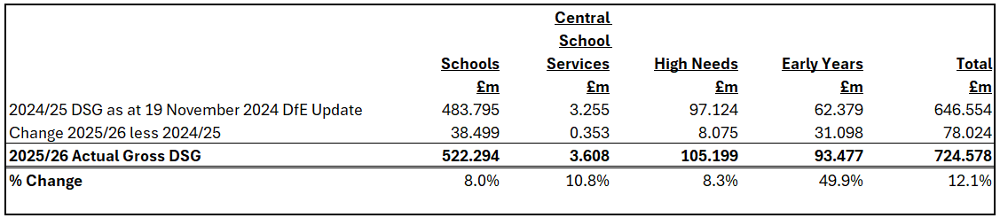 Central
School
Schools Services High Needs Early Years Total
£m £m £m £m £m
2024/25 DSG as at 19 November 2024 DfE Update 483.795 3.255 97.124 62.379 646.554
Change 2025/26 less 2024/25 38.499 0.353 8.075 31.098 78.024
2025/26 Actual Gross DSG 522.294 3.608 105.199 93.477 724.578
% Change 8.0% 10.8% 8.3% 49.9% 12.1%